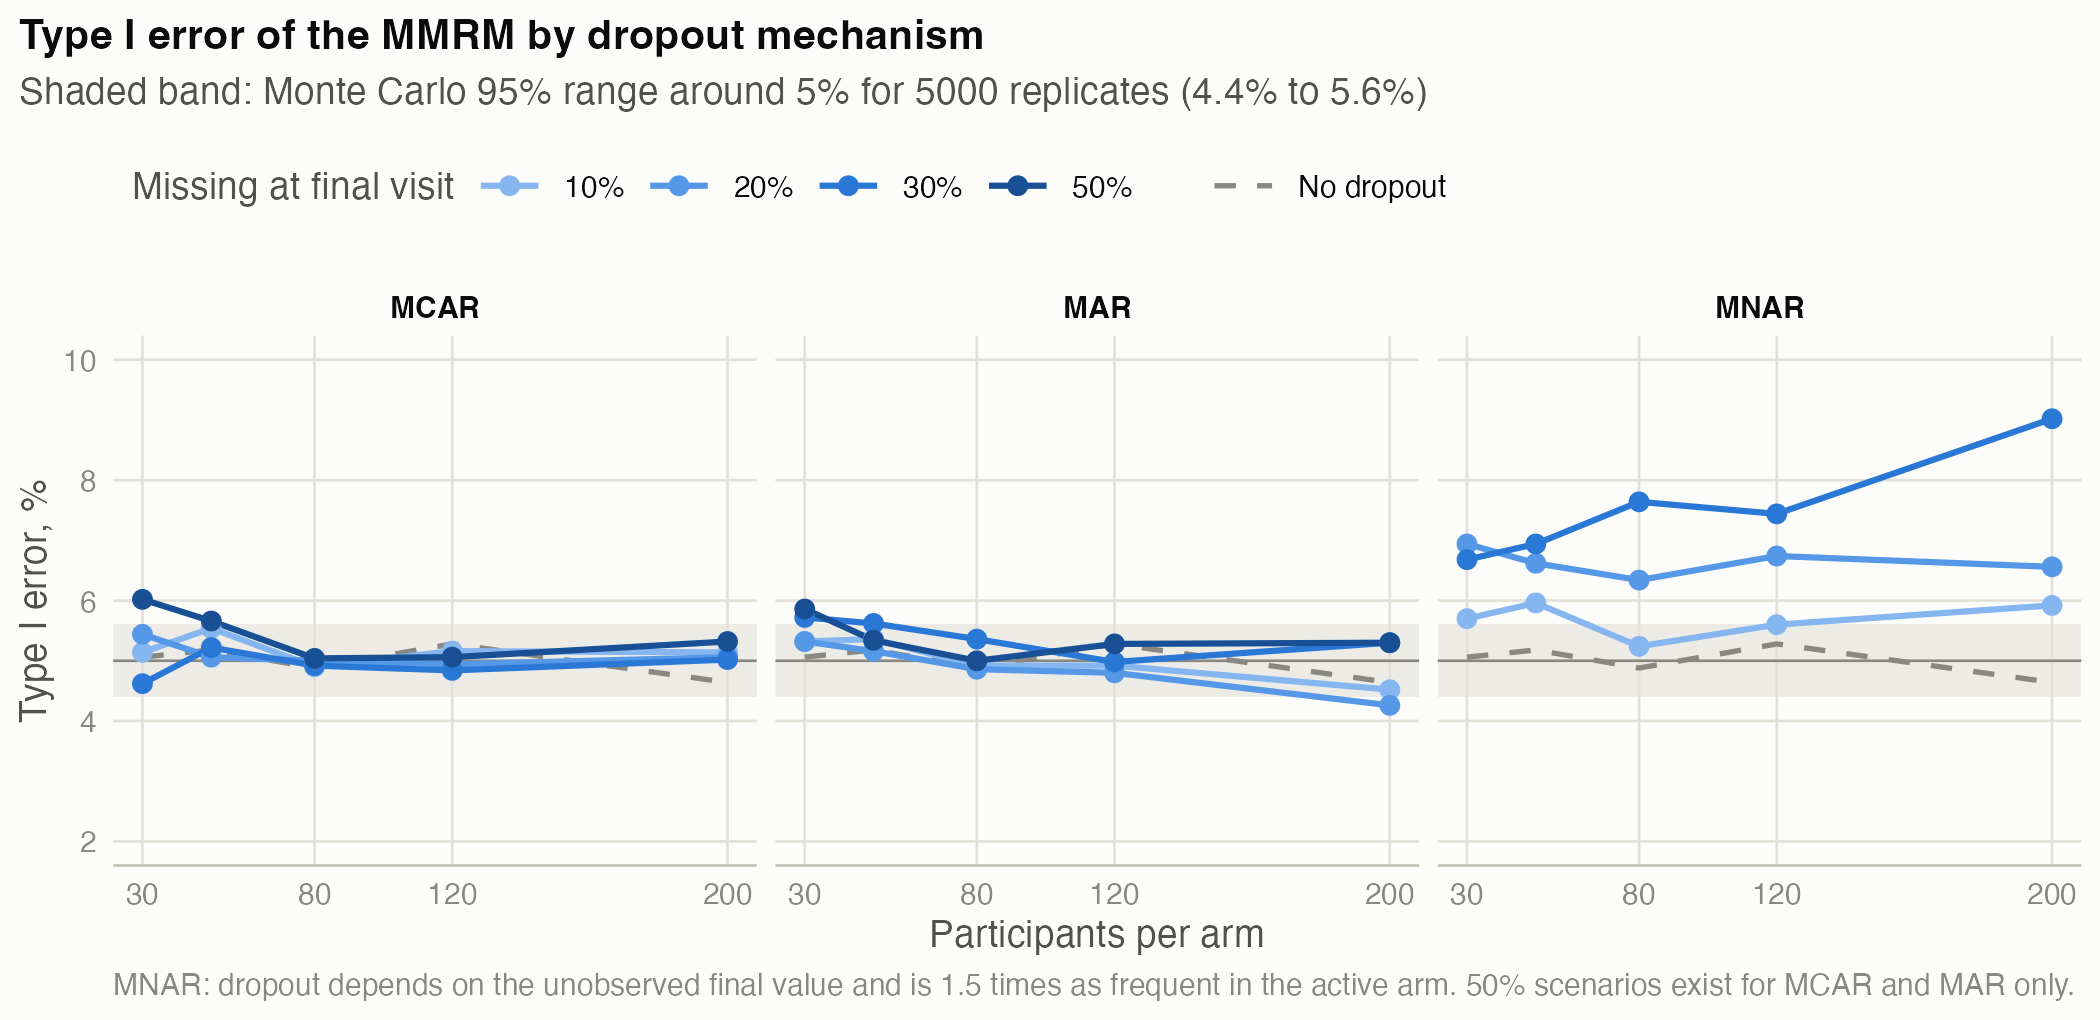 Type I error of the MMRM by dropout mechanism
Shaded band: Monte Carlo 95% range around 5% for 5000 replicates (4.4% to 5.6%)
Missing at final visit 10% 20% 30% 50% No dropout
MCAR MAR MNAR
Type I error, %
10
8
6
4
2
30 80 120 200 30 80 120 200 30 80 120 200
Participants per arm
MNAR: dropout depends on the unobserved final value and is 1.5 times as frequent in the active arm. 50% scenarios exist for MCAR and MAR only.